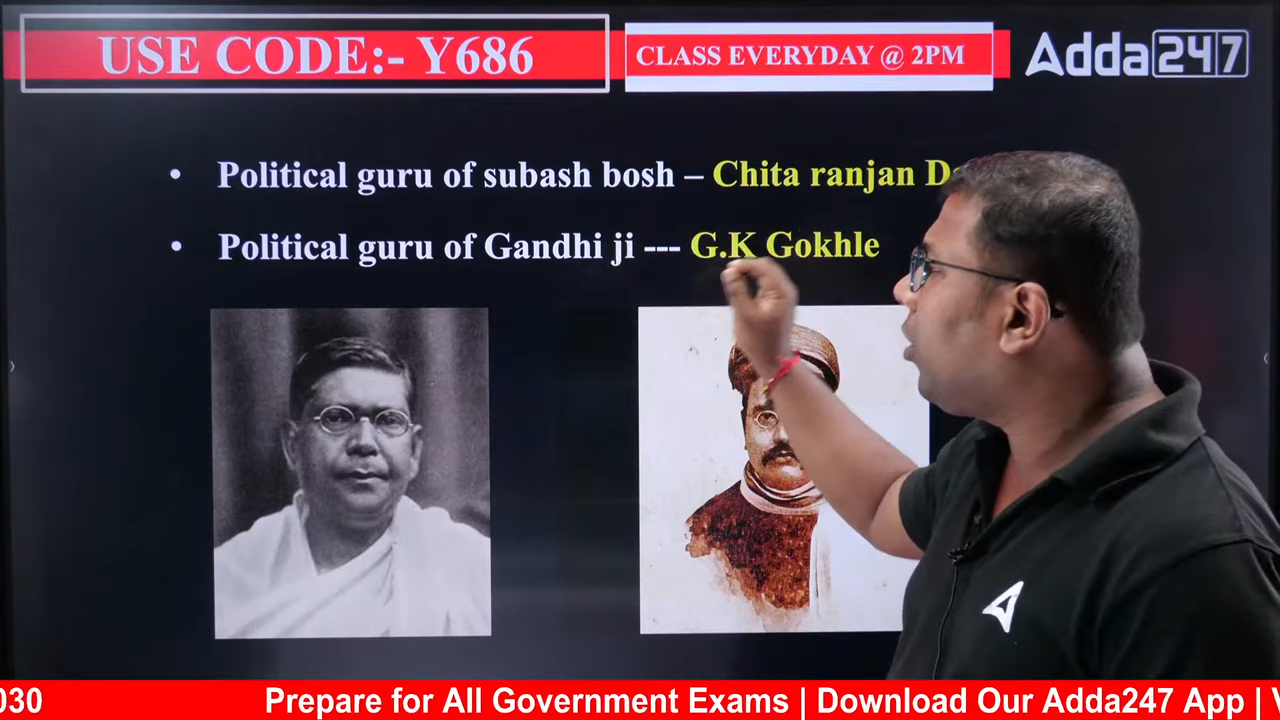 USE CODE:- Y686
CLASS EVERYDAY @ 2PM
Adda247
• Political guru of subash bosh – Chita ranjan
• Political guru of Gandhi ji --- G.K Gokhle
030 Prepare for All Government Exams | Download Our Adda247 App |